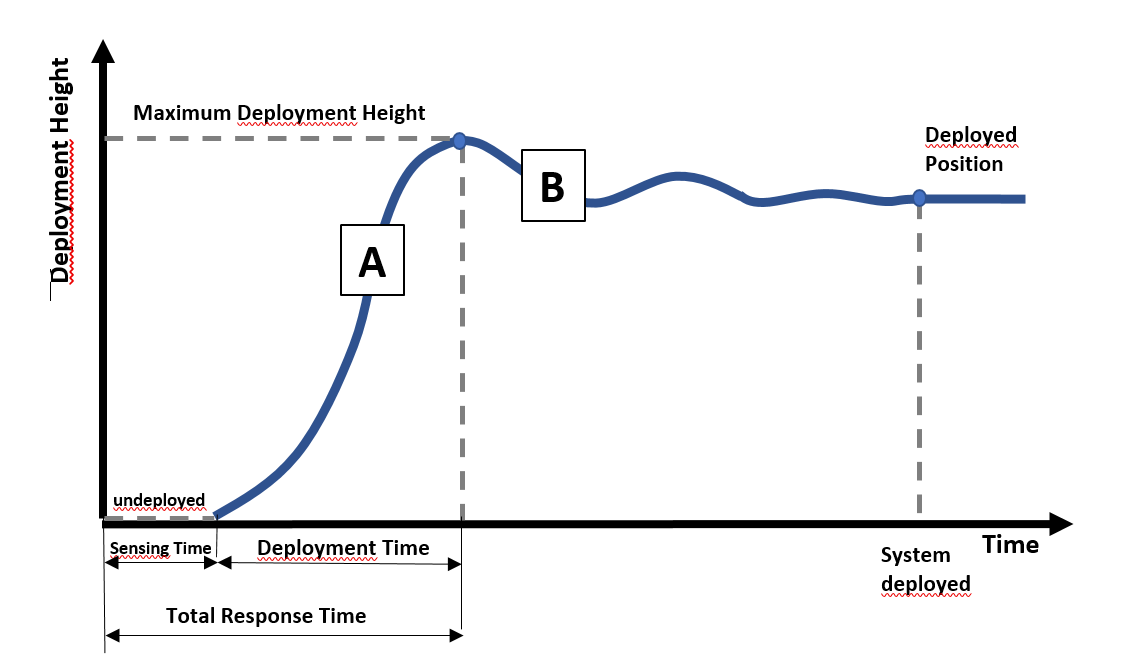 Deployment Height
Maximum Deployment Height
Deployed
Position
B
A
undeployed
Sensing Time
Deployment Time
Time
System
deployed
Total Response Time